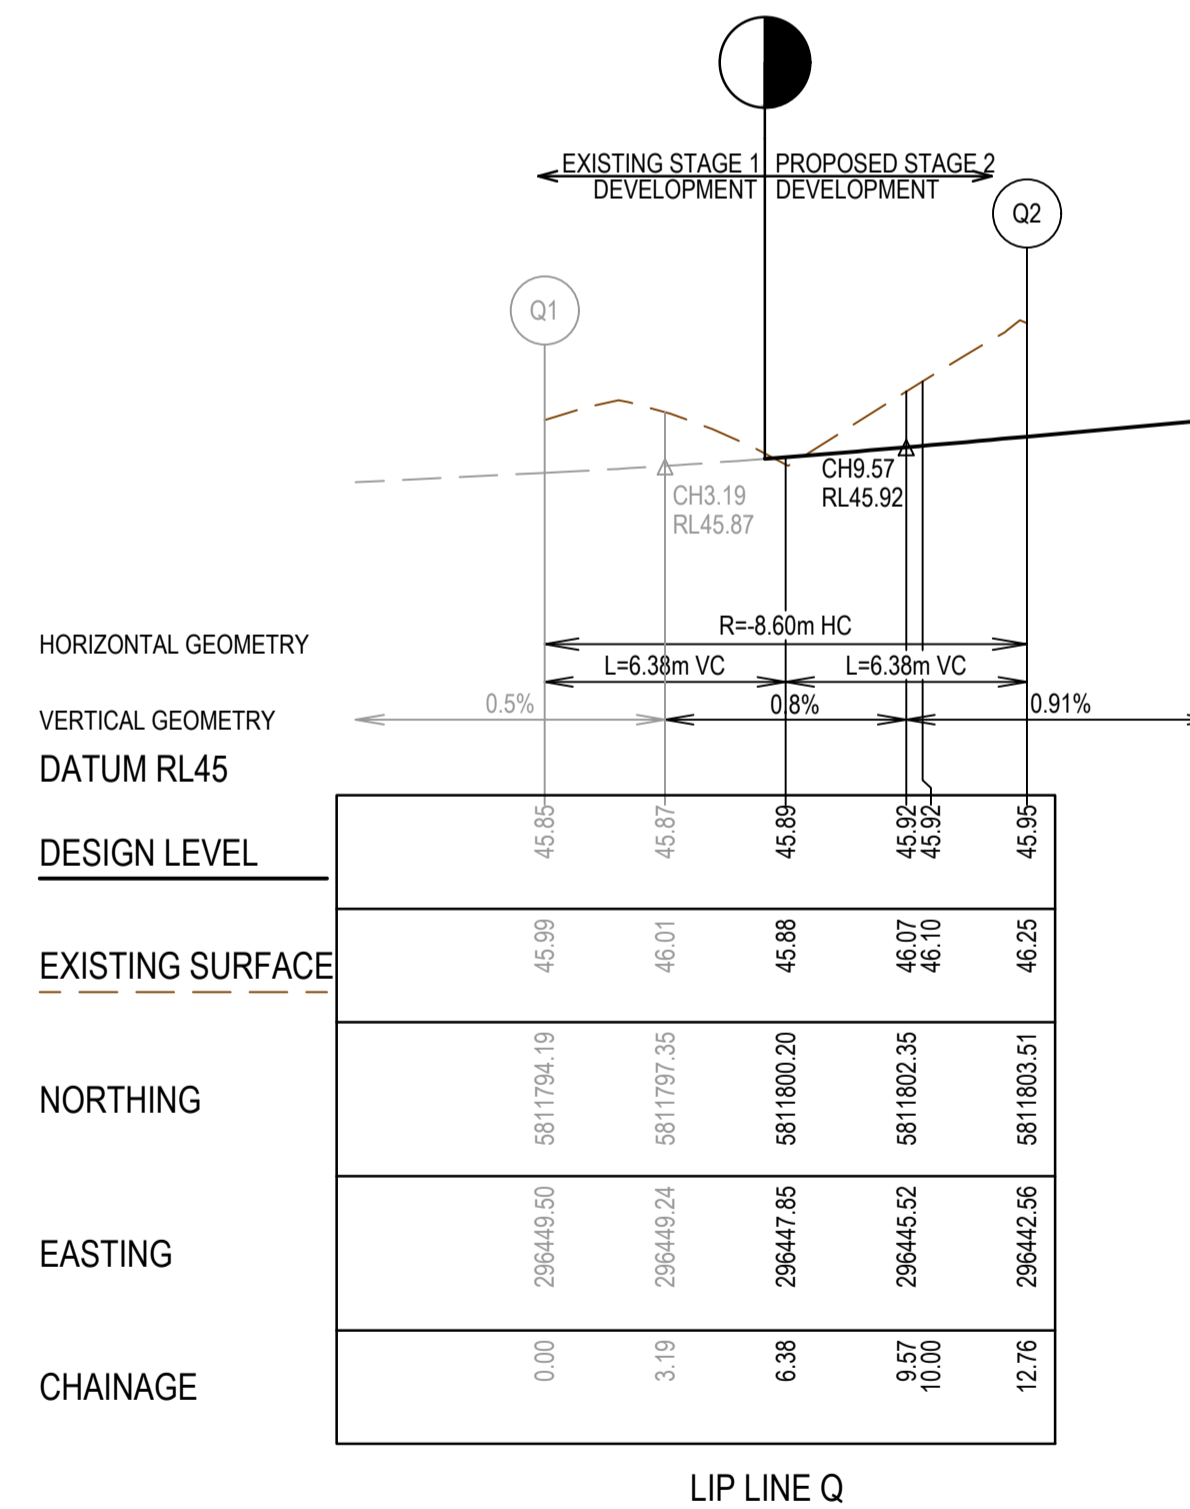 EXISTING STAGE 1 PROPOSED STAGE 2
DEVELOPMENT DEVELOPMENT
Q2
Q1
CH9.57
RL45.92
CH3.19
RL45.87
R=-8.60m HC
HORIZONTAL GEOMETRY
L=6.38m VC L=6.38m VC
0.5% 0.8% 0.91%
VERTICAL GEOMETRY
DATUM RL45
DESIGN LEVEL 45.85 45.87 45.89 45.92 45.92 45.95
EXISTING SURFACE 45.99 46.01 45.88 46.07 46.10 46.25
NORTHING 5811794.19 5811797.35 5811800.20 5811802.35 5811803.51
EASTING 296449.50 296449.24 296447.85 296445.52 296442.56
CHAINAGE 0.00 3.19 6.38 9.57 10.00 12.76
LIP LINE Q